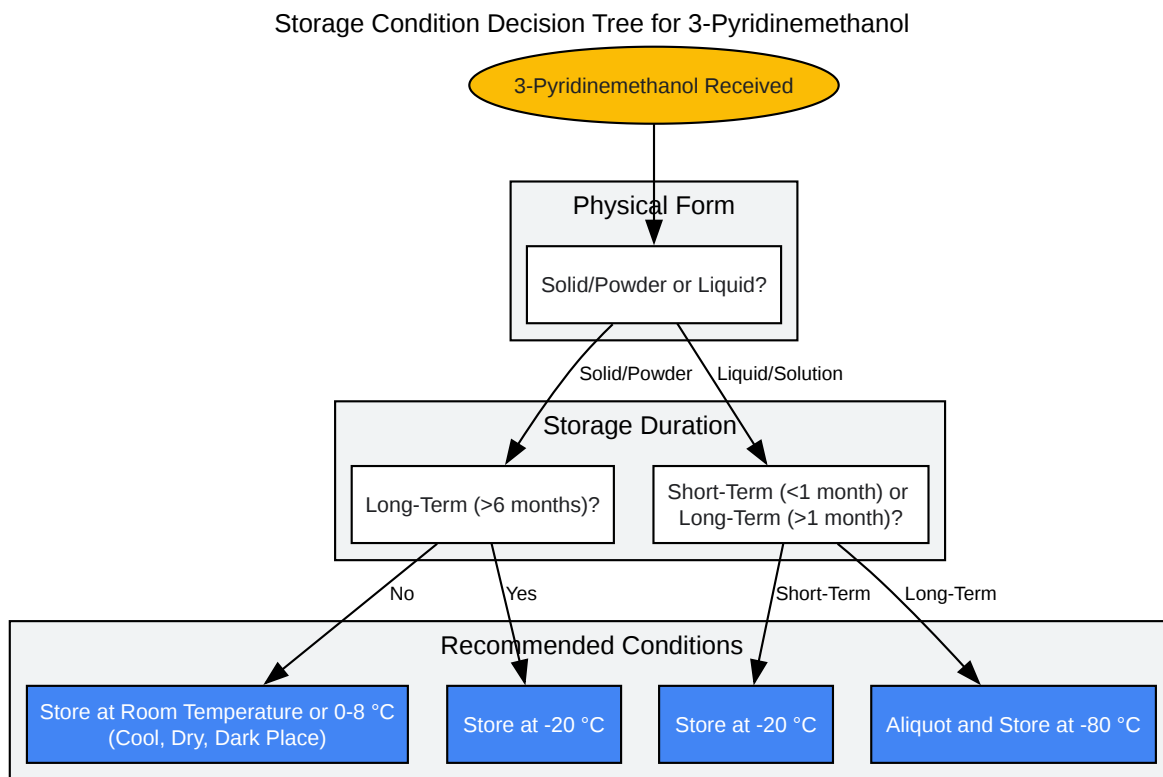 Storage Condition Decision Tree for 3-Pyridinemethanol
3-Pyridinemethanol Received
Physical Form
Solid/Powder or Liquid?
Solid/Powder
Liquid/Solution
Storage Duration
Long-Term (>6 months)?
Short-Term (<1 month) or
Long-Term (>1 month)?
No
Yes
Short-Term
Long-Term
Recommended Conditions
Store at Room Temperature or 0-8 °C
(Cool, Dry, Dark Place)
Store at -20 °C
Store at -20 °C
Aliquot and Store at -80 °C